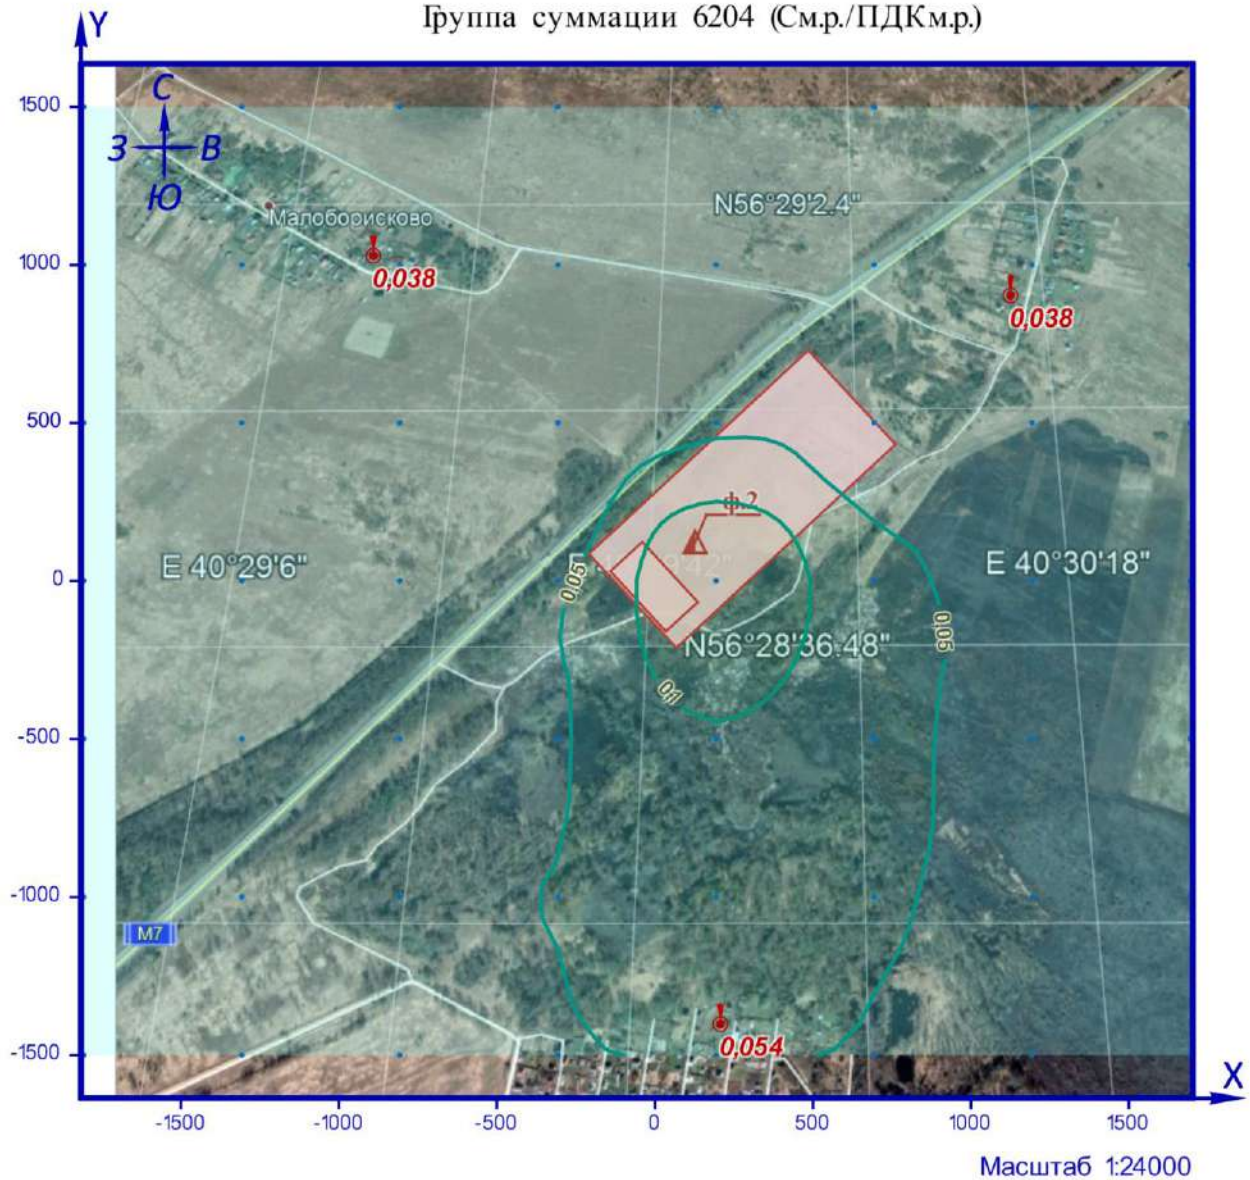 Группа суммации 6204 (См.р./ПДКм.р.)
Y
1500
С
З В
Ю
N56°29'2.4"
Малоборисково
1000
0,038
0,038
500
ф.2
E 40°29'6"
E 40°30'18"
0
0,05
0,05
N56°28'36.48"
0,1
-500
-1000
M7
-1500
0,054
X
-1500 -1000 -500 0 500 1000 1500
Масштаб 1:24000